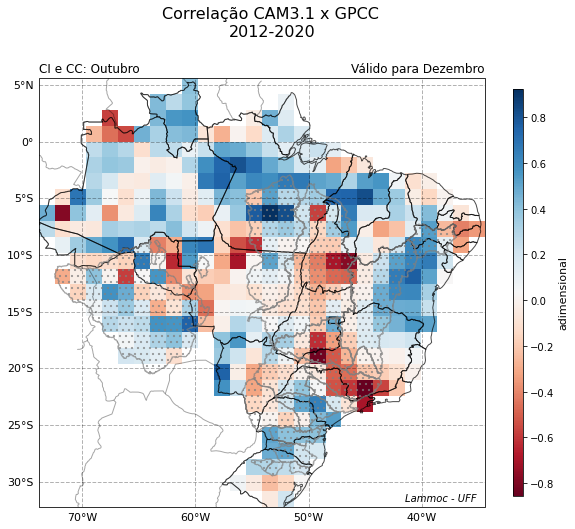 Correlação CAM3.1 x GPCC
2012-2020
CI e CC: Outubro
Válido para Dezembro
5°N
0°
5°S
10°S
15°S
20°S
25°S
30°S
70°W
60°W
50°W
40°W
Lammoc - UFF
0.8
0.6
0.4
0.2
0.0
−0.2
−0.4
−0.6
−0.8
adimensional